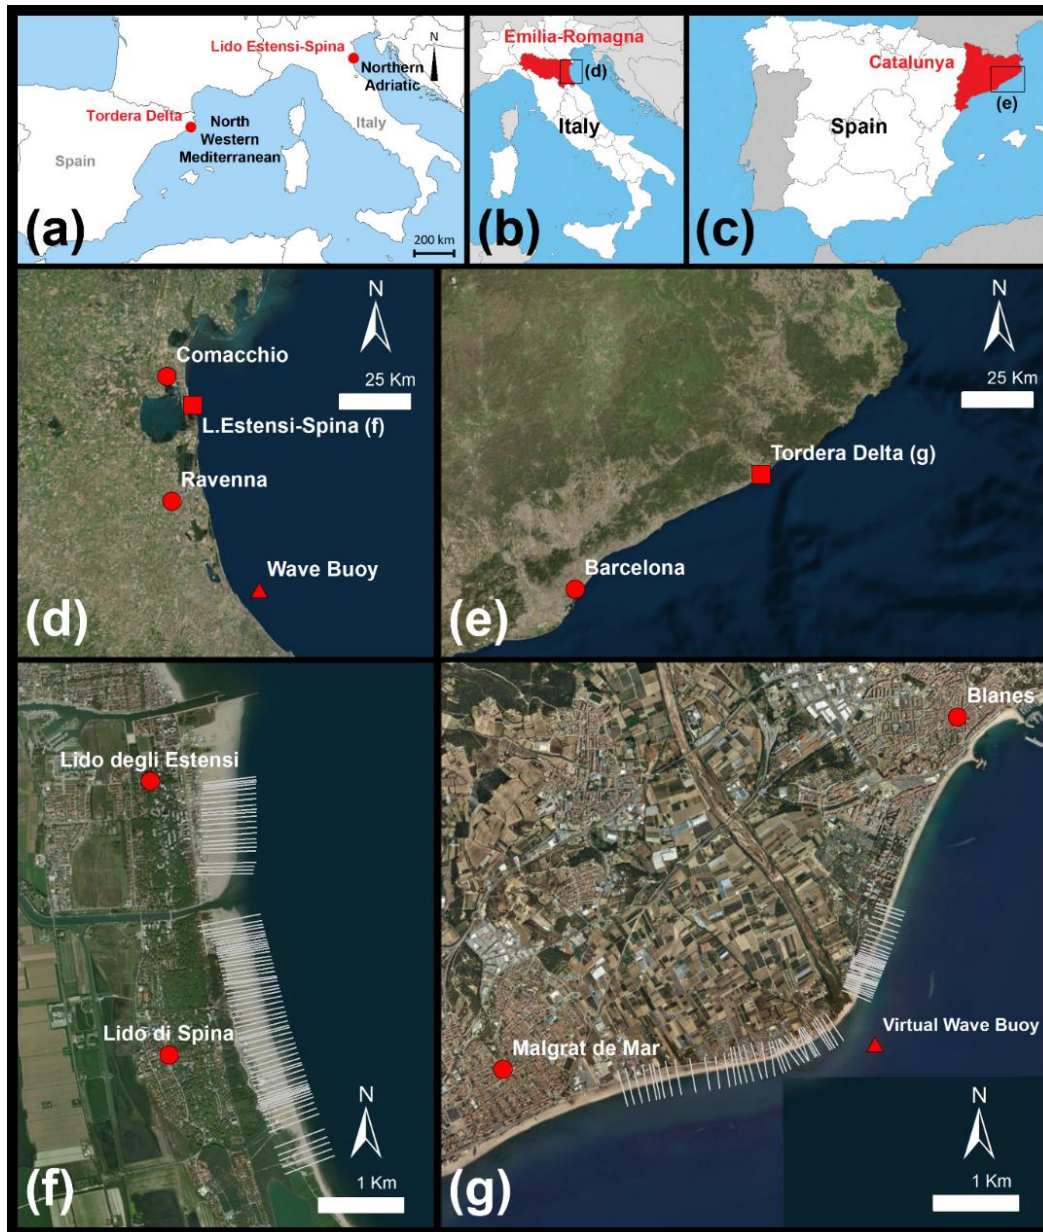 Lido Estensi-Spina
N
Northern
Adriatic
Tordera Delta
North
Western
Mediterranean
Italy
Spain
(a)
200 km
Emilia-Romagna
(d)
Italy
(b)
Catalunya
(e)
Spain
(c)
N
25 Km
Comacchio
L.Estensi-Spina (f)
Ravenna
Wave Buoy
(d)
N
25 Km
Tordera Delta (g)
Barcelona
(e)
Lido degli Estensi
Lido di Spina
N
1 Km
(f)
Blanes
Virtual Wave Buoy
Malgrat de Mar
N
1 Km
(g)